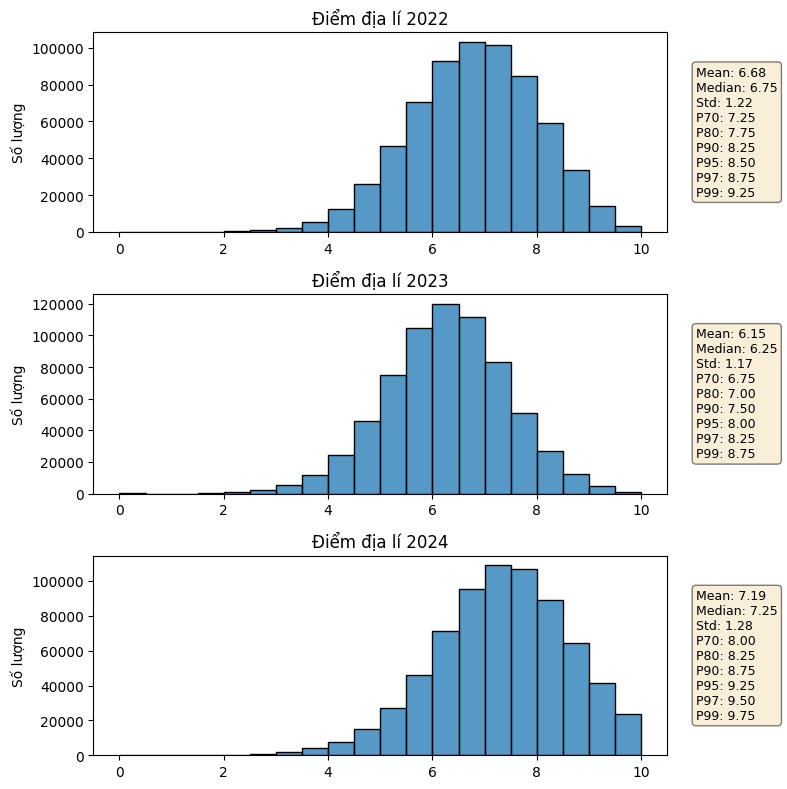 Điểm địa lí 2022
Số lượng
100000
80000
60000
40000
20000
0
0 2 4 6 8 10
Mean: 6.68
Median: 6.75
Std: 1.22
P70: 7.25
P80: 7.75
P90: 8.25
P95: 8.50
P97: 8.75
P99: 9.25
Điểm địa lí 2023
Số lượng
120000
100000
80000
60000
40000
20000
0
0 2 4 6 8 10
Mean: 6.15
Median: 6.25
Std: 1.17
P70: 6.75
P80: 7.00
P90: 7.50
P95: 8.00
P97: 8.25
P99: 8.75
Điểm địa lí 2024
Số lượng
100000
80000
60000
40000
20000
0
0 2 4 6 8 10
Mean: 7.19
Median: 7.25
Std: 1.28
P70: 8.00
P80: 8.25
P90: 8.75
P95: 9.25
P97: 9.50
P99: 9.75